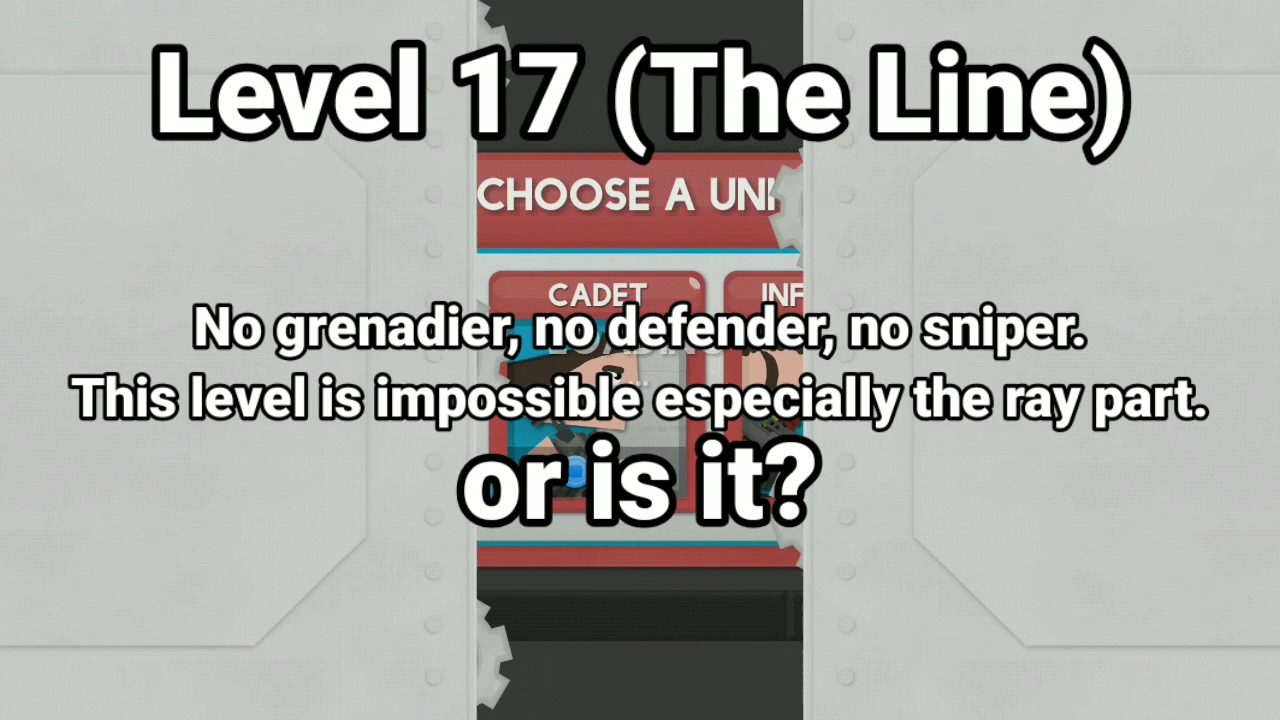 Level 17 (The Line)
CHOOSE A UNI
CADET
INF
No grenadier, no defender, no sniper.
This level is impossible especially the ray part.
or is it?